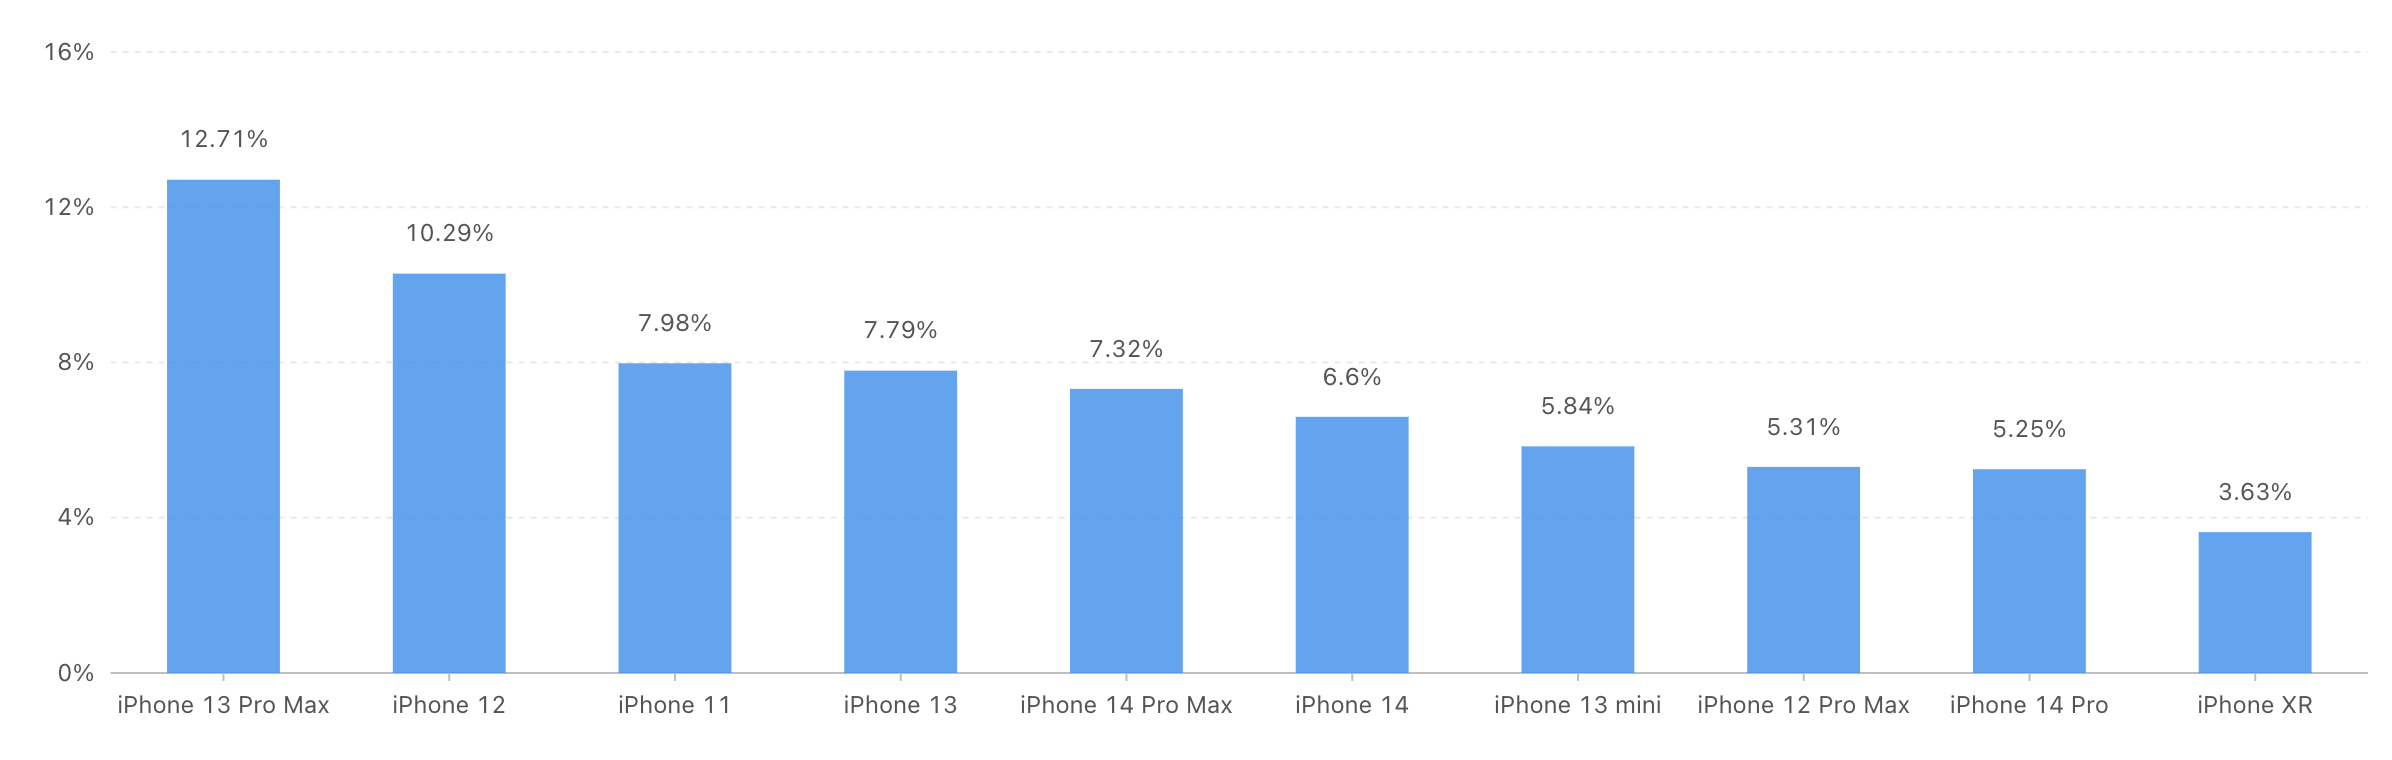 16%
12%
8%
4%
0%
12.71%
10.29%
7.98%
7.79%
7.32%
6.6%
5.84%
5.31%
5.25%
3.63%
iPhone 13 Pro Max
iPhone 12
iPhone 11
iPhone 13
iPhone 14 Pro Max
iPhone 14
iPhone 13 mini
iPhone 12 Pro Max
iPhone 14 Pro
iPhone XR